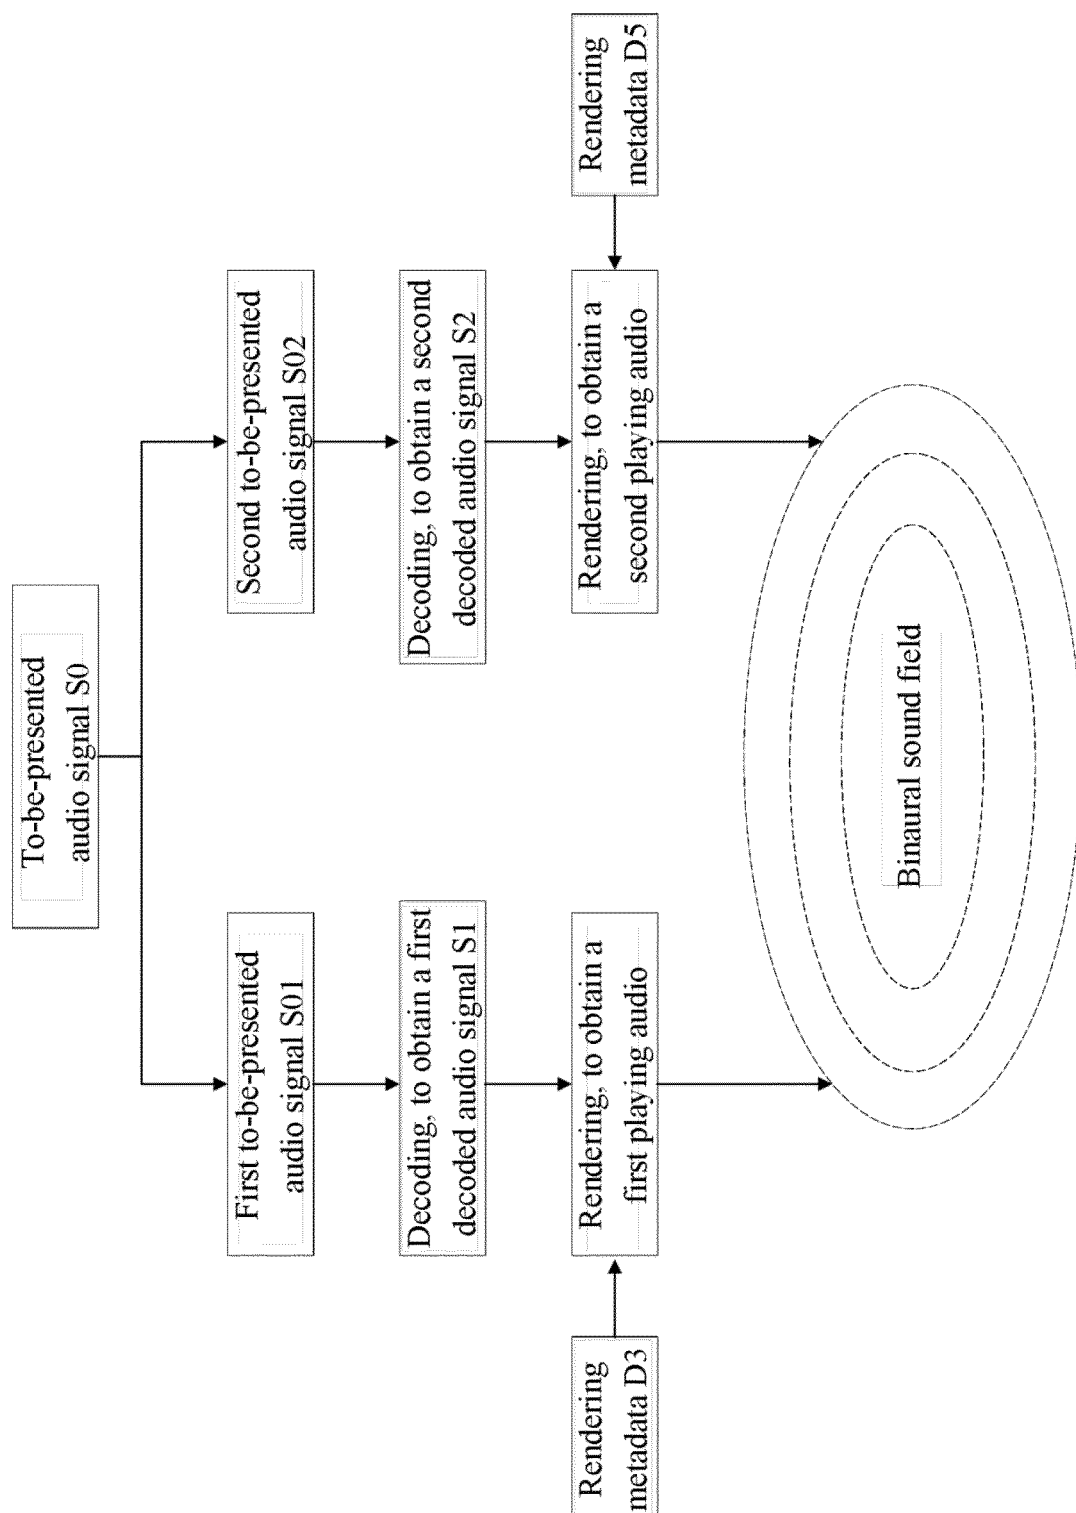 To-be-presented
audio signal S0
First to-be-presented
audio signal S01
Second to-be-presented
audio signal S02
Decoding, to obtain a first
decoded audio signal S1
Decoding, to obtain a second
decoded audio signal S2
Rendering
metadata D3
Rendering, to obtain a
first playing audio
Rendering, to obtain a
second playing audio
Rendering
metadata D5
Binaural sound field